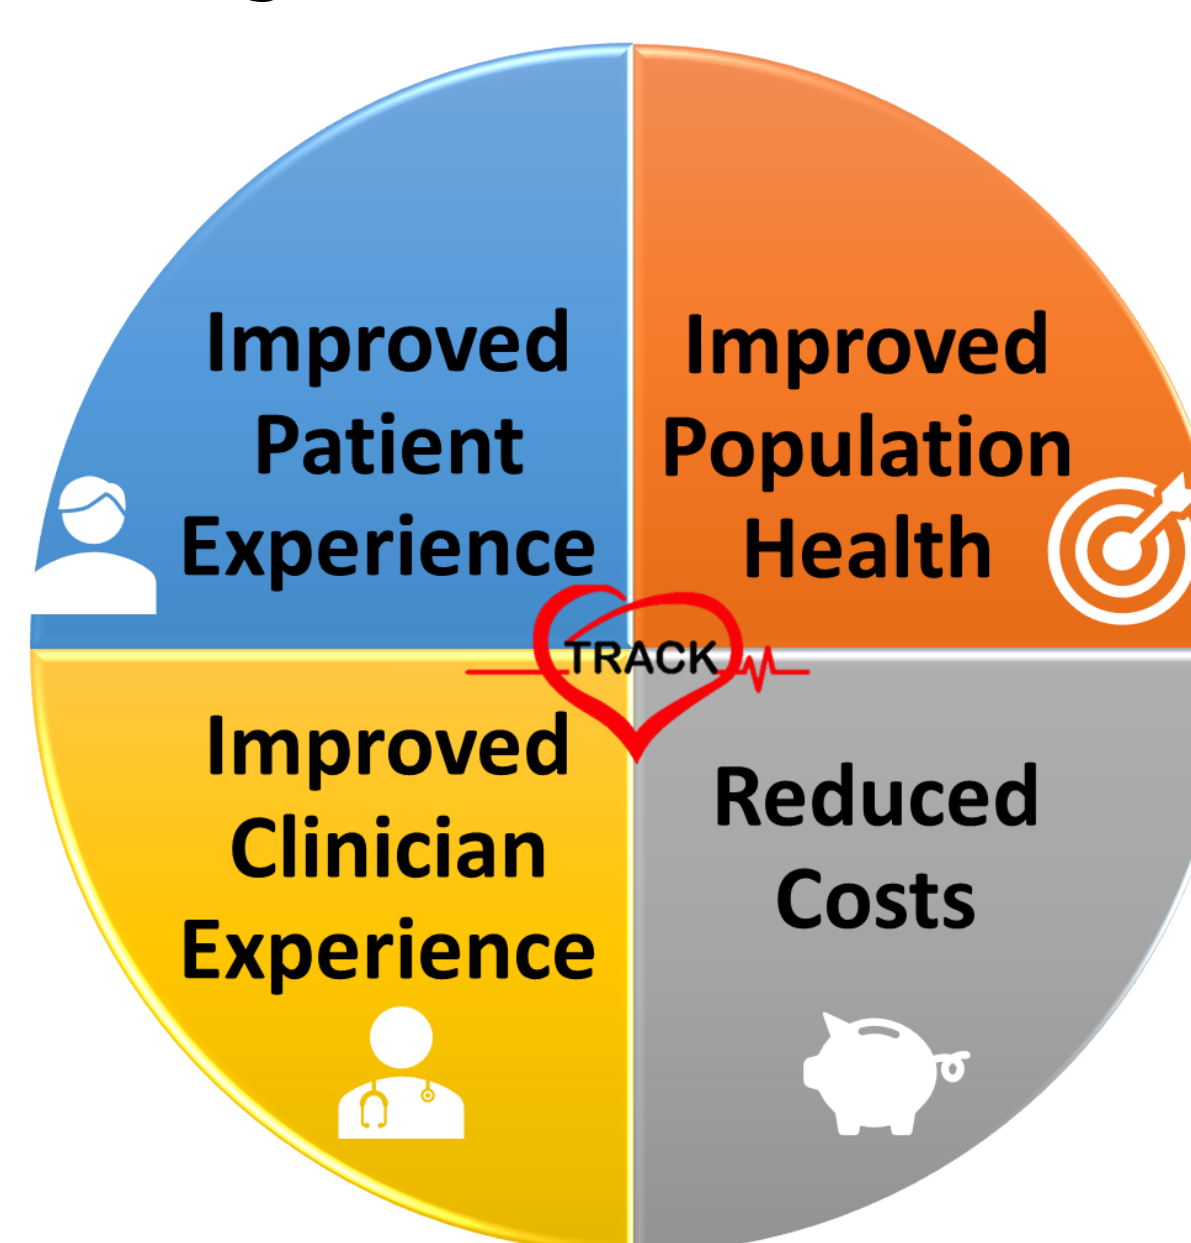 Improved
Patient
Experience
Improved
Population
Health
TRACK
Improved
Clinician
Experience
Reduced
Costs